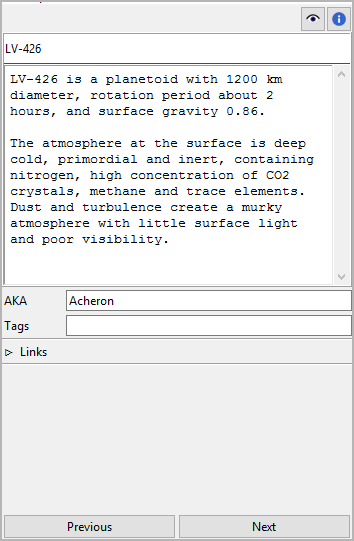 LV-426
LV-426 is a planetoid with 1200 km
diameter, rotation period about 2
hours, and surface gravity 0.86.
The atmosphere at the surface is deep
cold, primordial and inert, containing
nitrogen, high concentration of CO2
crystals, methane and trace elements.
Dust and turbulence create a murky
atmosphere with little surface light
and poor visibility.
AKA Acheron
Tags
Links
Previous Next